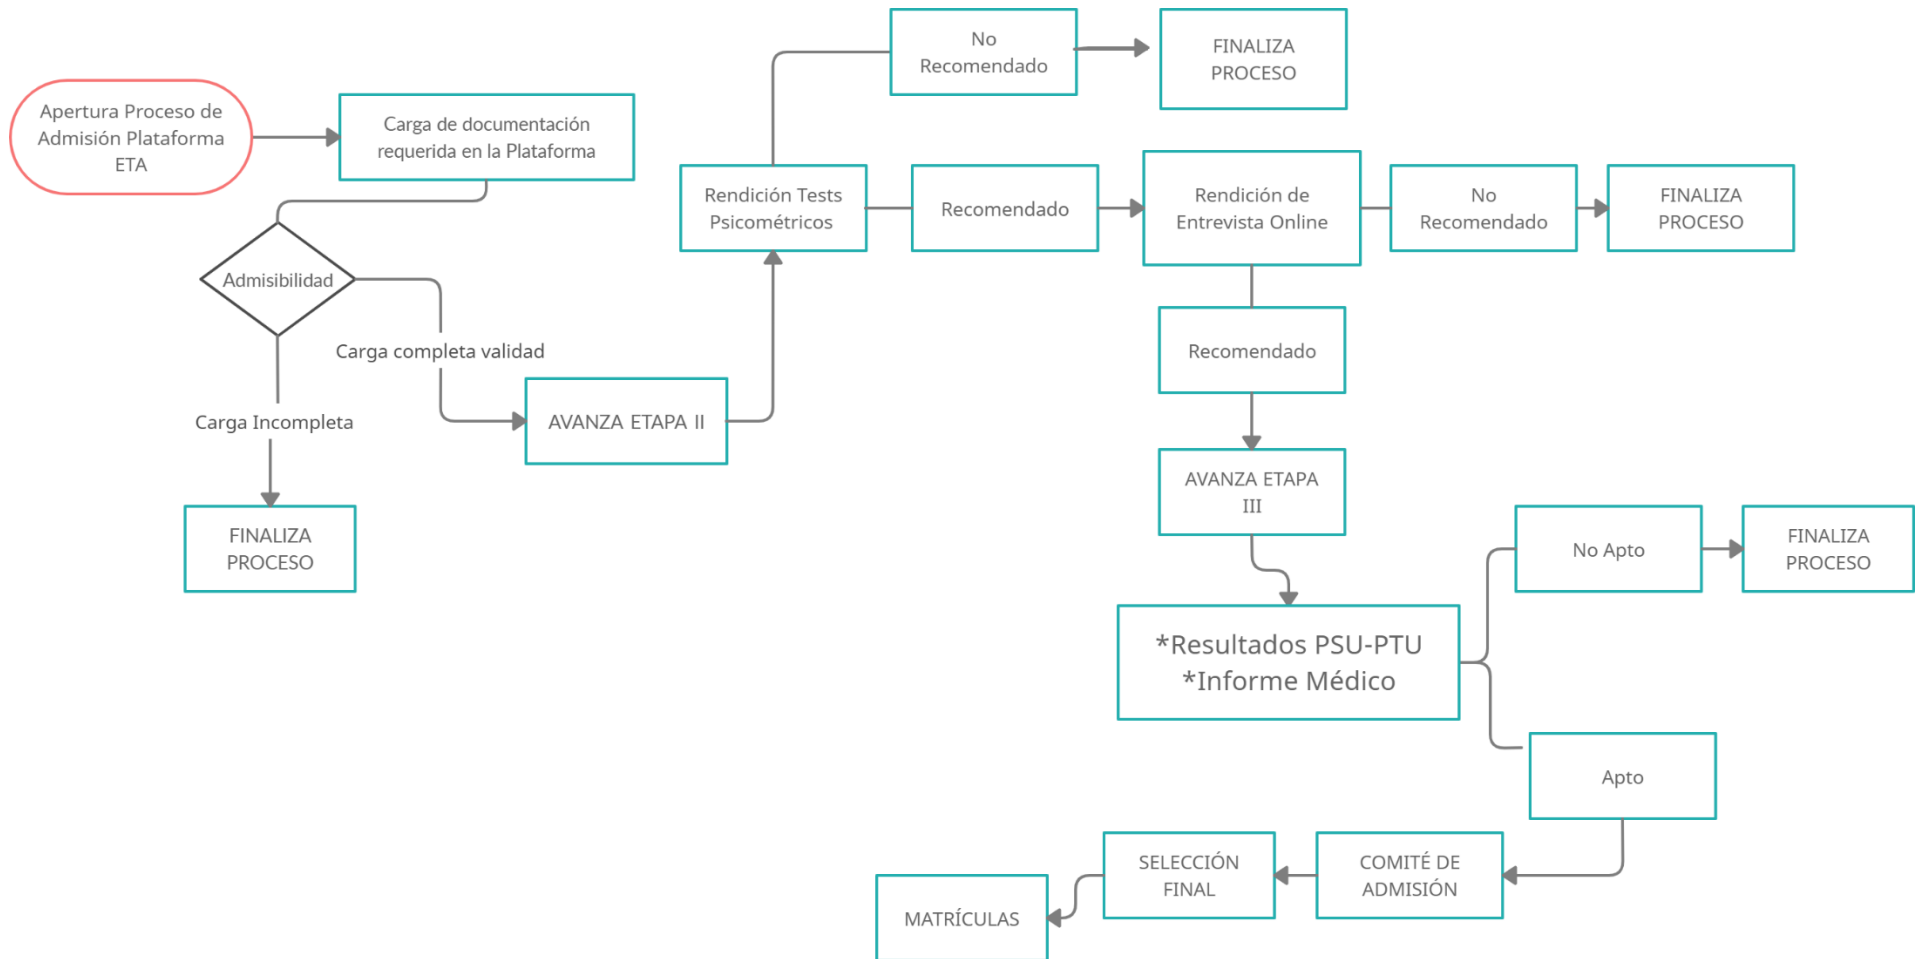 Apertura Proceso de
Admisión Plataforma
ETA
Carga de documentación
requerida en la Plataforma
Admisibilidad
Carga Incompleta
FINALIZA
PROCESO
Carga completa validad
AVANZA ETAPA II
Rendición Tests
Psicométricos
No
Recomendado
FINALIZA
PROCESO
Recomendado
Rendición de
Entrevista Online
No
Recomendado
FINALIZA
PROCESO
Recomendado
AVANZA ETAPA
III
*Resultados PSU-PTU
*Informe Médico
No Apto
FINALIZA
PROCESO
Apto
COMITÉ DE
ADMISIÓN
SELECCIÓN
FINAL
MATRÍCULAS